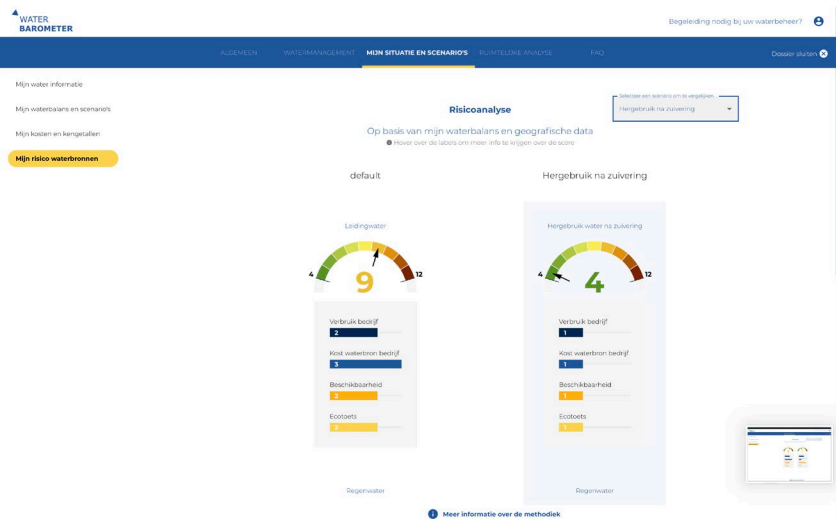 WATER
BAROMETER
Begeleiding nodig bij uw waterbeheer?
ALGEMEEN
WATERMANAGEMENT
MIJN SITUATIE EN SCENARIO'S
RUIMTELIJKE ANALYSE
FAQ
Dossier sluiten
Mijn water informatie
Mijn waterbalans en scenario's
Mijn kosten en kengetallen
Mijn risico waterbronnen
Risicoanalyse
Selecteer een scenario om te vergelijken
Hergebruik na zuivering
Op basis van mijn waterbalans en geografische data
Hover over de labels om meer info te krijgen over de score
default
Hergebruik na zuivering
Leidingwater
4
9
12
Verbruik bedrijf
2
Kost waterbron bedrijf
3
Beschikbaarheid
2
Ecotoets
2
Regenwater
Hergebruik water na zuivering
4
4
12
Verbruik bedrijf
1
Kost waterbron bedrijf
1
Beschikbaarheid
1
Ecotoets
1
Regenwater
Meer informatie over de methodiek